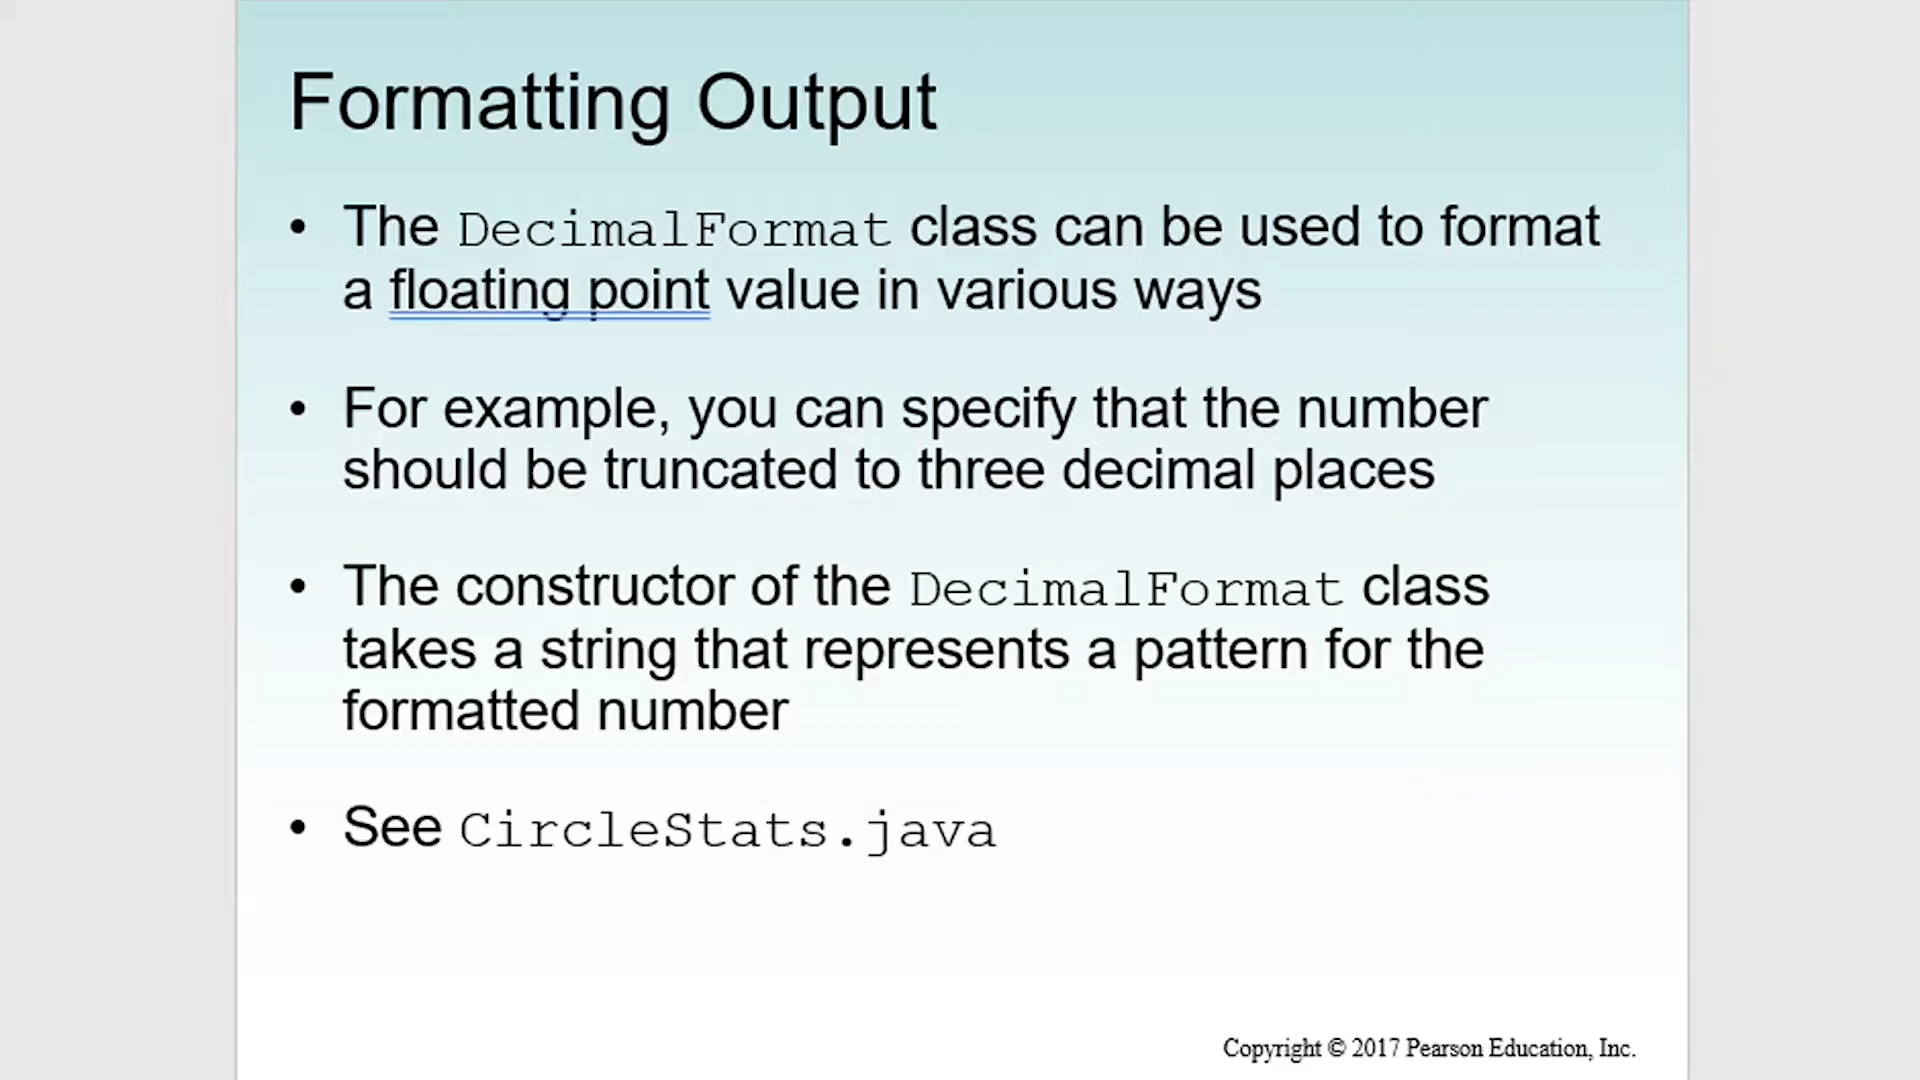 Formatting Output
• The DecimalFormat class can be used to format
a floating point value in various ways
• For example, you can specify that the number
should be truncated to three decimal places
• The constructor of the DecimalFormat class
takes a string that represents a pattern for the
formatted number
• See CircleStats.java
Copyright © 2017 Pearson Education, Inc.